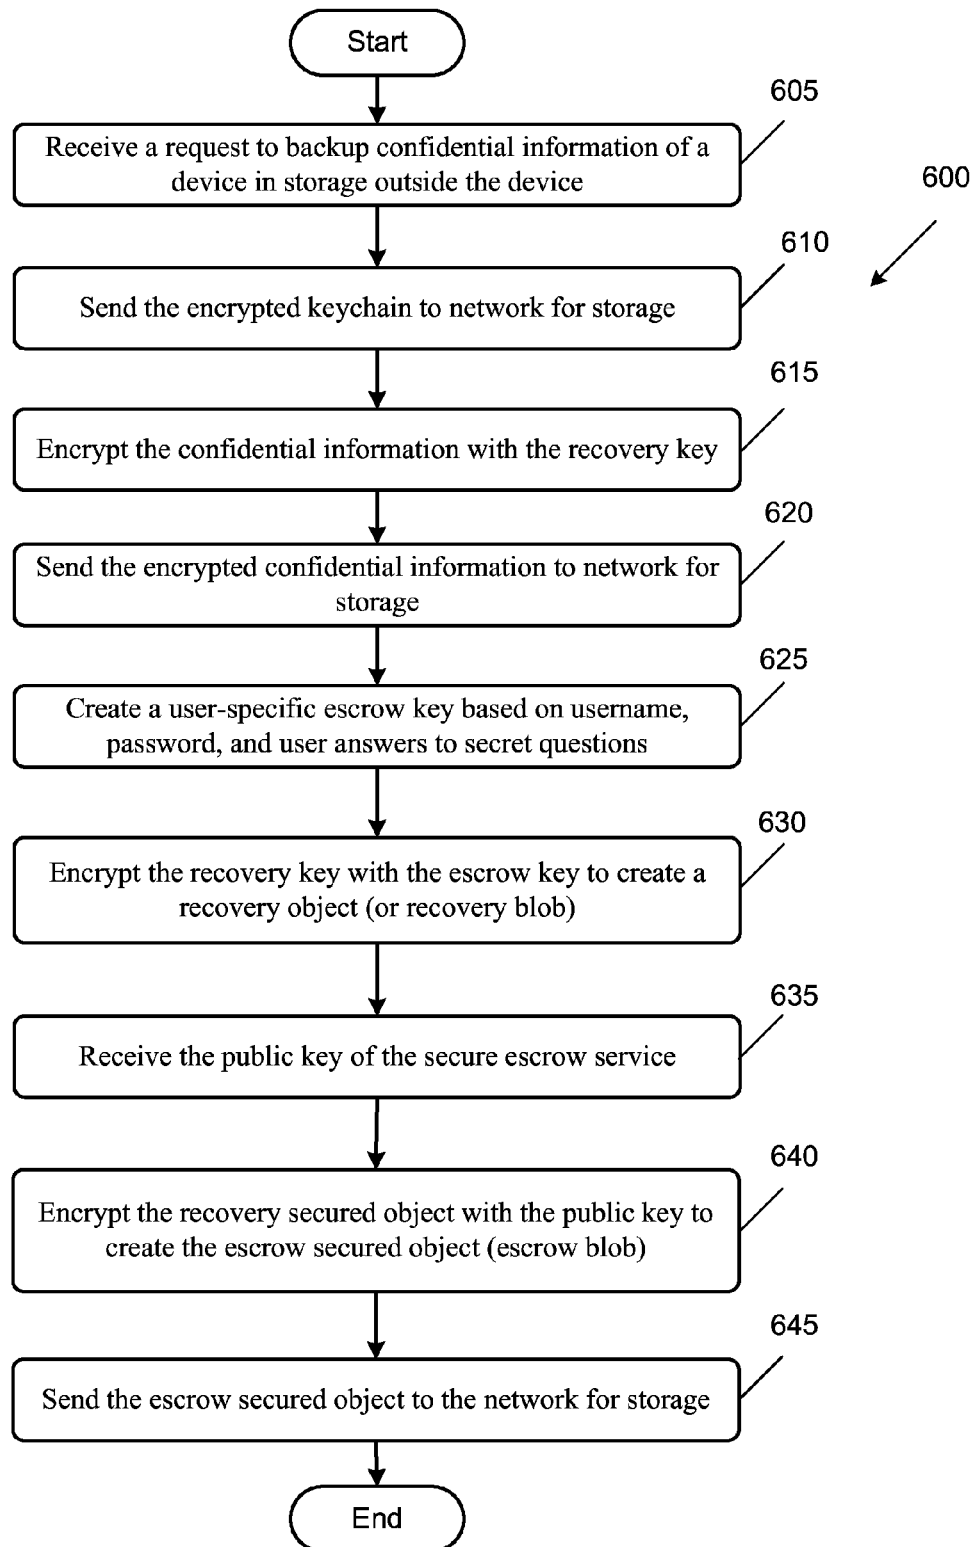 Start
605
Receive a request to backup confidential information of a
device in storage outside the device
600
610
Send the encrypted keychain to network for storage
615
Encrypt the confidential information with the recovery key
620
Send the encrypted confidential information to network for
storage
625
Create a user-specific escrow key based on username,
password, and user answers to secret questions
630
Encrypt the recovery key with the escrow key to create a
recovery object (or recovery blob)
635
Receive the public key of the secure escrow service
640
Encrypt the recovery secured object with the public key to
create the escrow secured object (escrow blob)
645
Send the escrow secured object to the network for storage
End